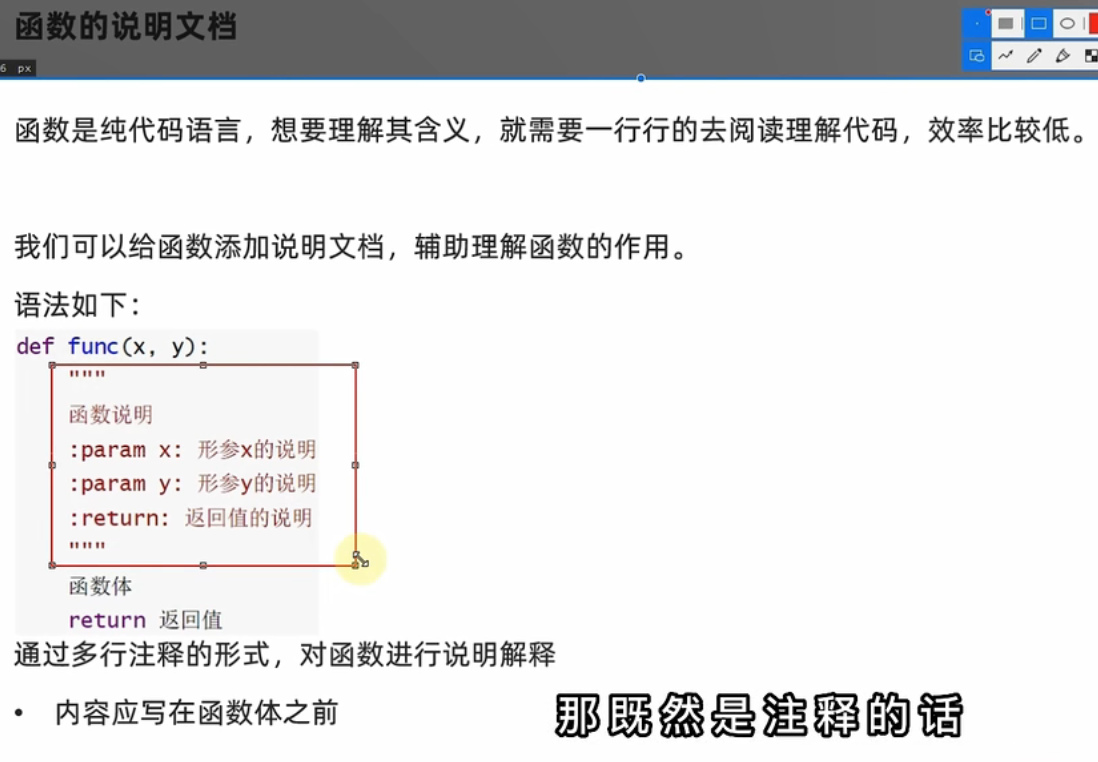 函数的说明文档
6 px
函数是纯代码语言，想要理解其含义，就需要一行行的去阅读理解代码，效率比较低。
我们可以给函数添加说明文档，辅助理解函数的作用。
语法如下：
def func(x, y):
"""
函数说明
:param x: 形参x的说明
:param y: 形参y的说明
:return: 返回值的说明
"""
函数体
return 返回值
通过多行注释的形式，对函数进行说明解释
• 内容应写在函数体之前
那既然是注释的话